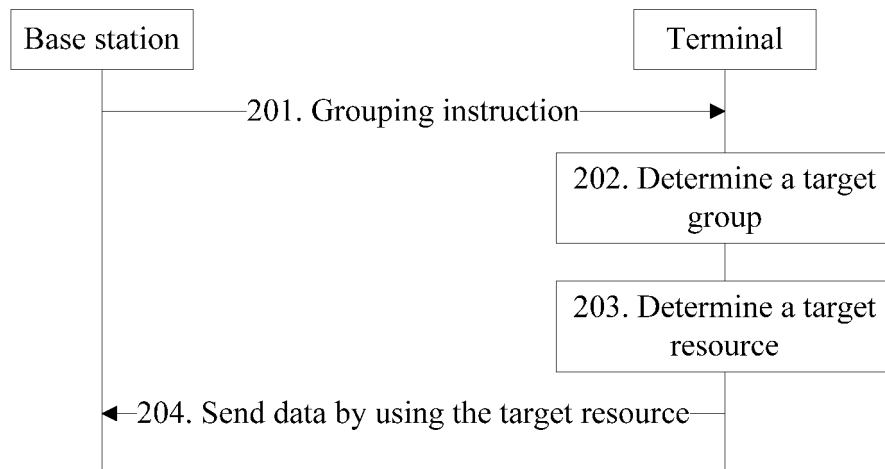 Base station
Terminal
201. Grouping instruction
202. Determine a target
group
203. Determine a target
resource
204. Send data by using the target resource